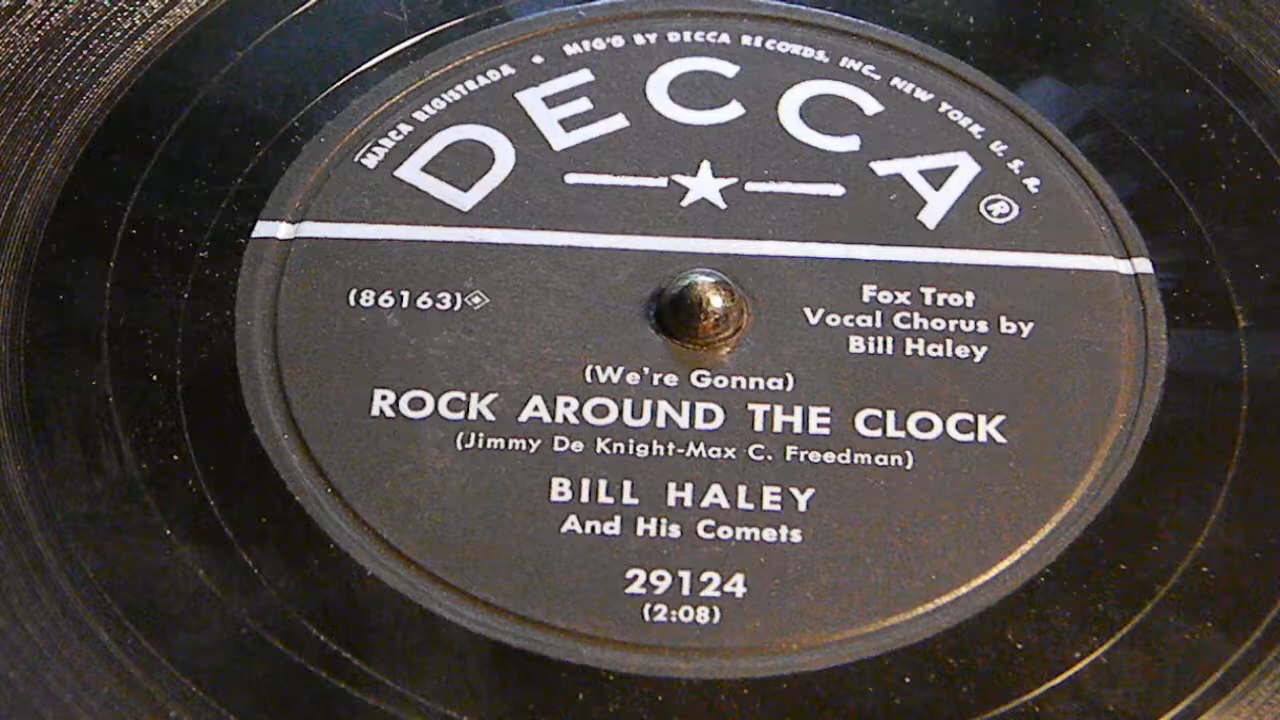 MARCA REGISTRADA • MFG'D BY DECCA RECORDS, INC., NEW YORK, U.S.A.
DECCA®
(86163)
Fox Trot
Vocal Chorus by
Bill Haley
(We're Gonna)
ROCK AROUND THE CLOCK
(Jimmy De Knight-Max C. Freedman)
BILL HALEY
And His Comets
29124
(2:08)